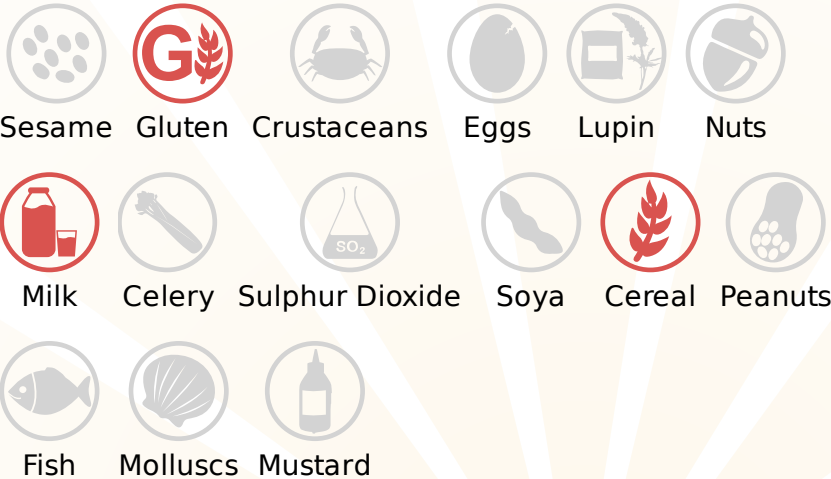 G
Sesame Gluten Crustaceans Eggs Lupin Nuts
SO₂
Milk Celery Sulphur Dioxide Soya Cereal Peanuts
Fish Molluscs Mustard